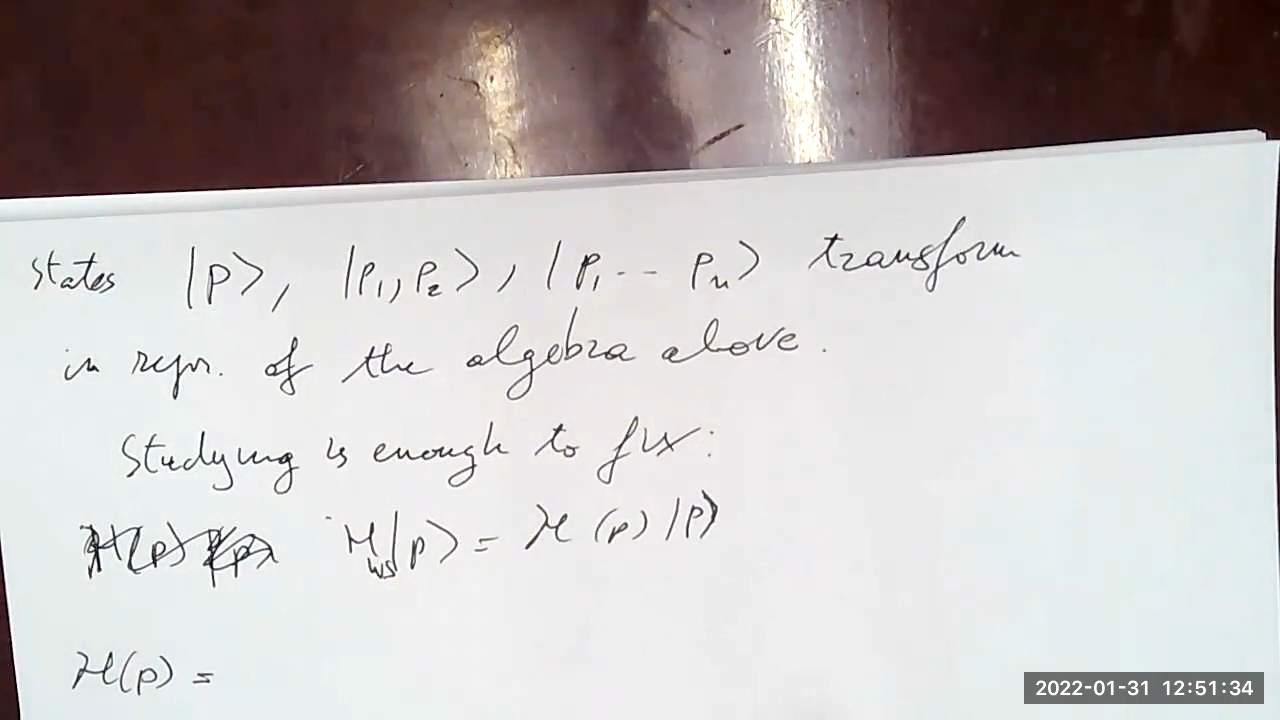 states |p>, |p₁,p₂>, |p₁.-- pₙ> transform
in repr. of the algebra above.
Studying is enough to fix:
H_ws|p> = H(p)|p>
H(p) =
2022-01-31 12:51:34